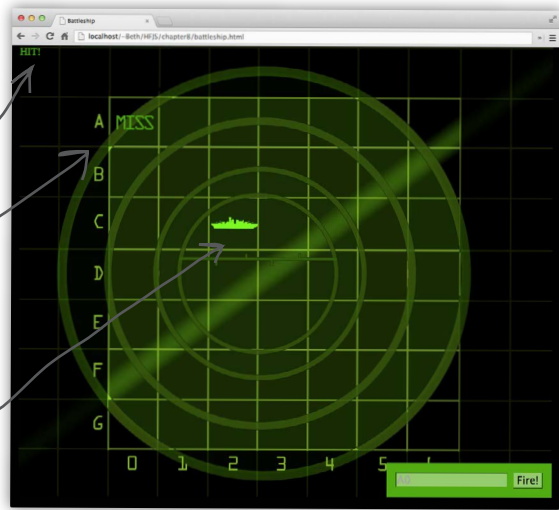 Battleship
localhost/~Beth/HFJS/chapter8/battleship.html
HIT!
A MISS
B
C
D
E
F
G
0 1 2 3 4 5
Fire!